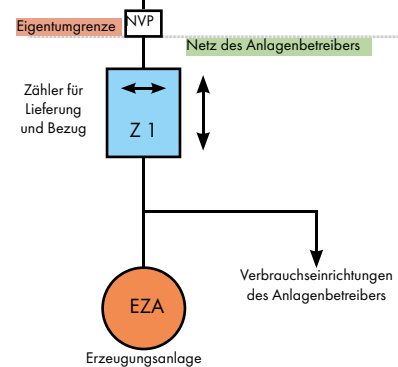 NVP
Eigentumgrenze
Netz des Anlagenbetreibers
Zähler für
Lieferung
und Bezug
Z 1
Verbrauchseinrichtungen
des Anlagenbetreibers
EZA
Erzeugungsanlage